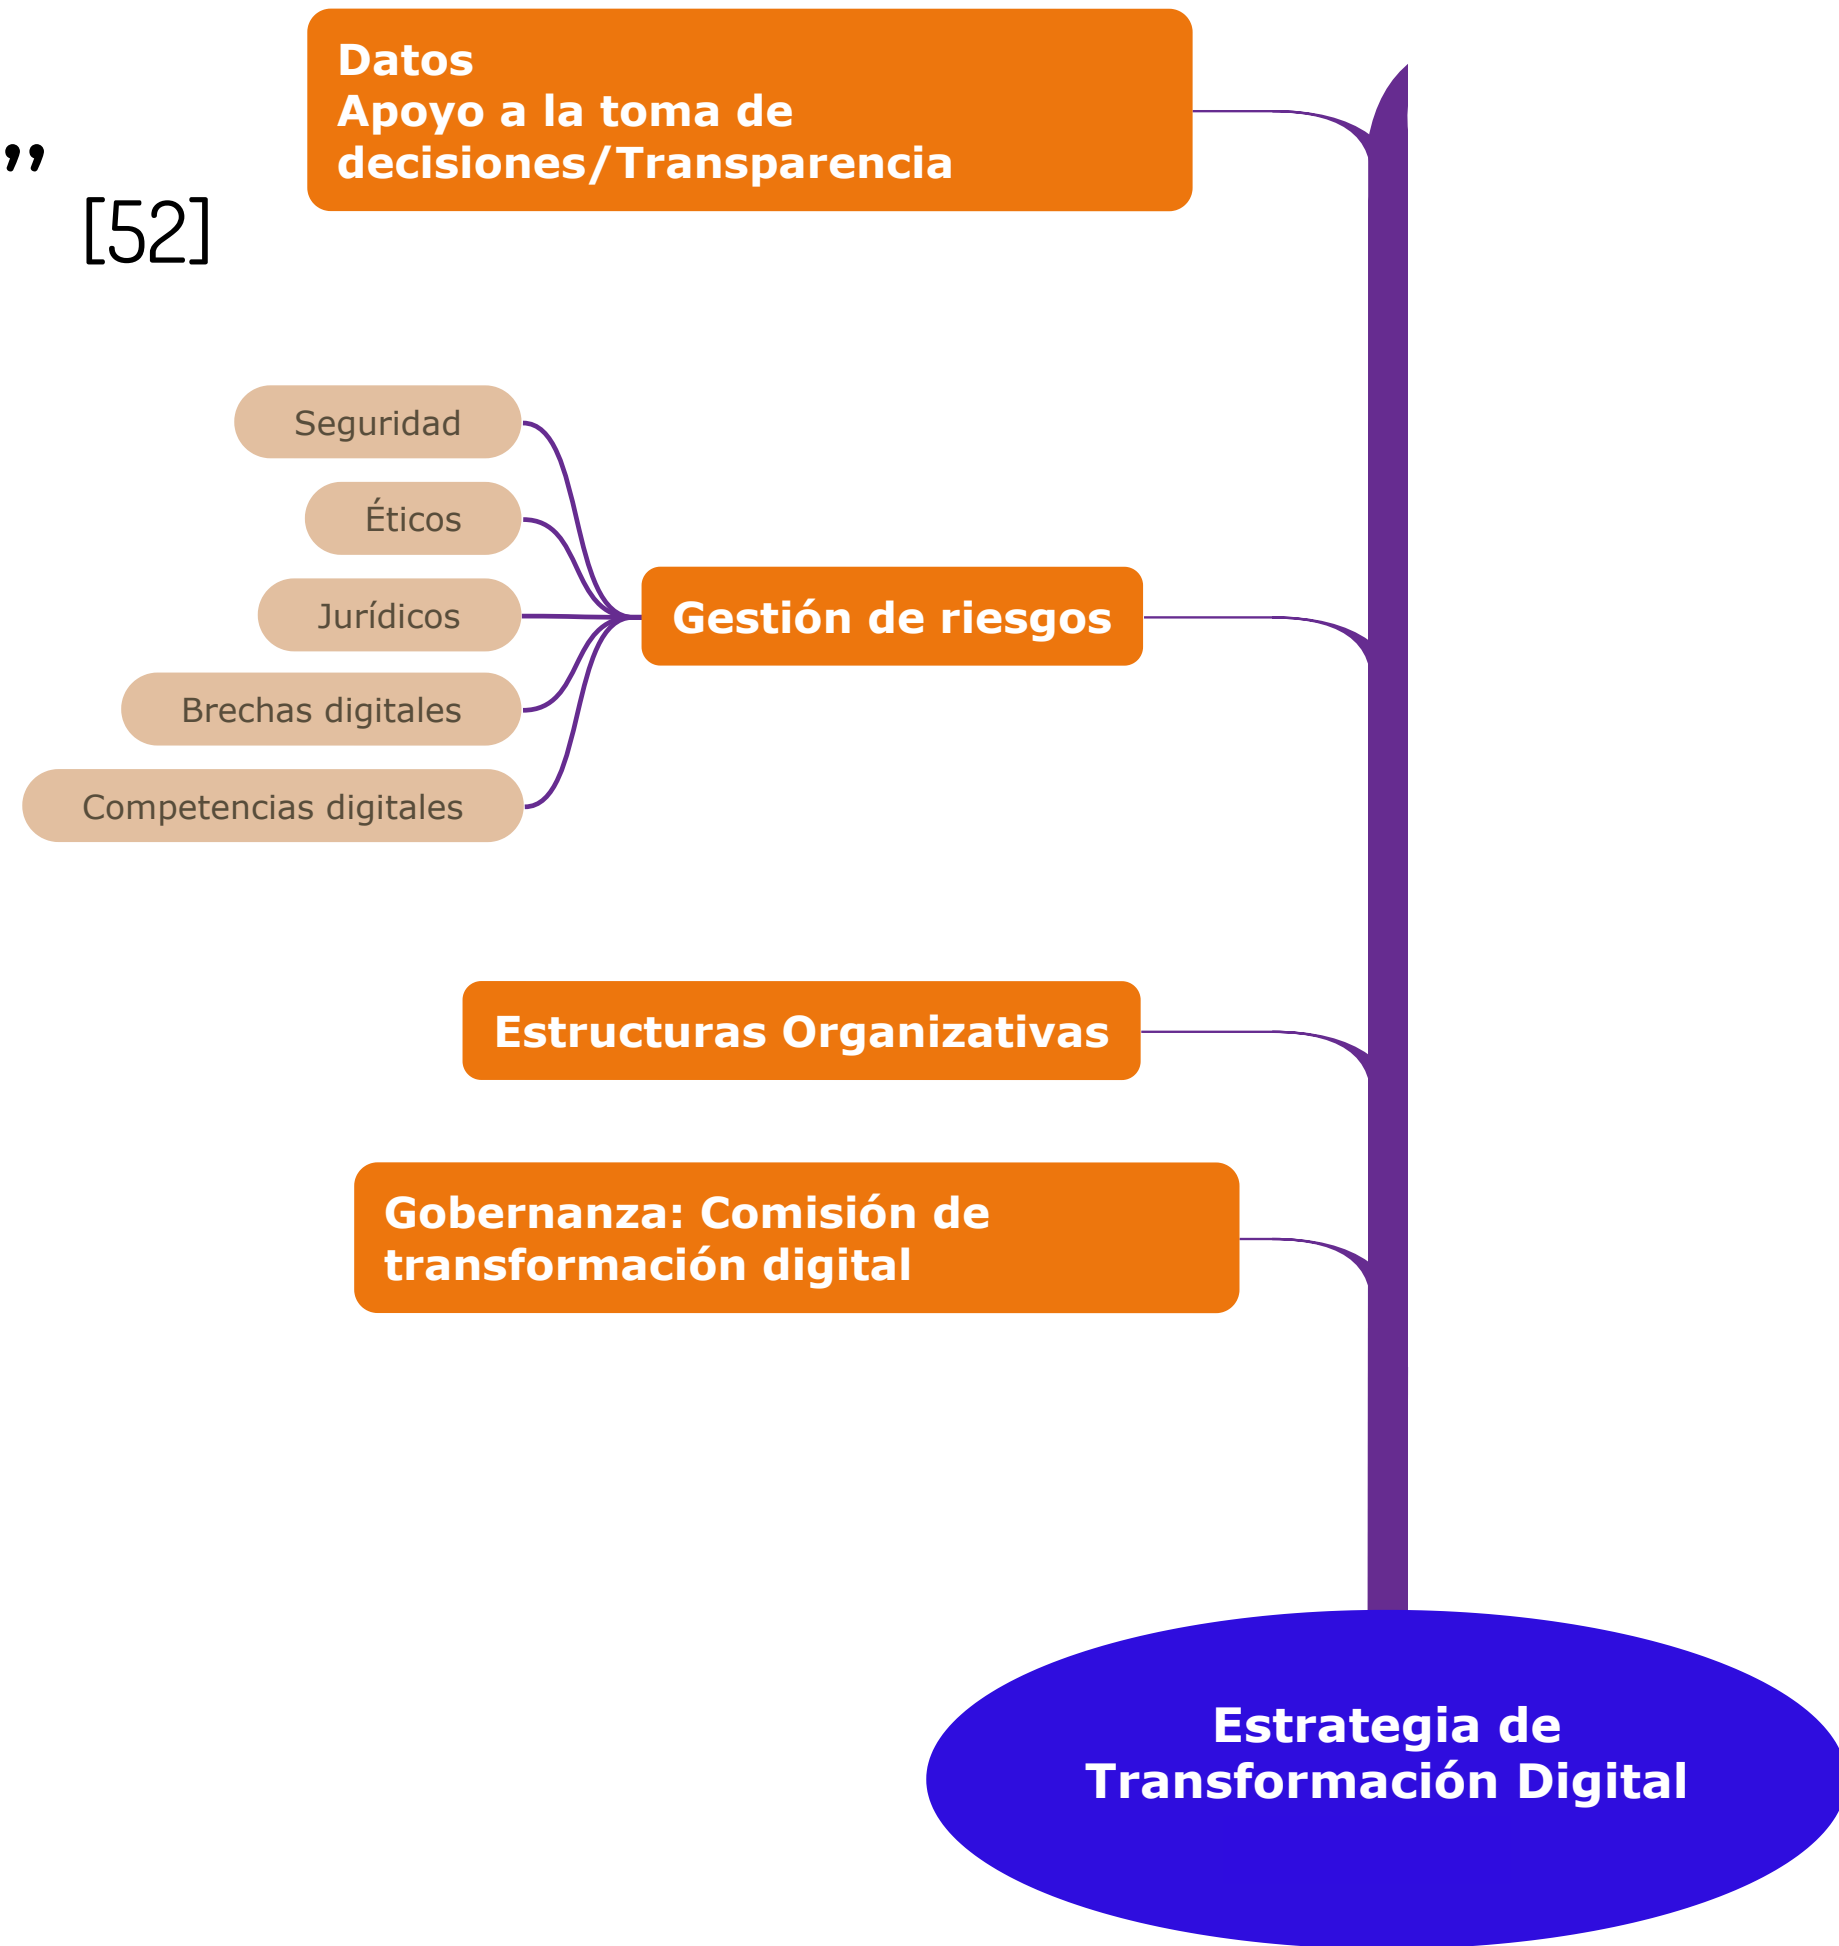 Datos
Apoyo a la toma de
decisiones/Transparencia
”
[52]
Seguridad
Éticos
Jurídicos
Brechas digitales
Competencias digitales
Gestión de riesgos
Estructuras Organizativas
Gobernanza: Comisión de
transformación digital
Estrategia de
Transformación Digital